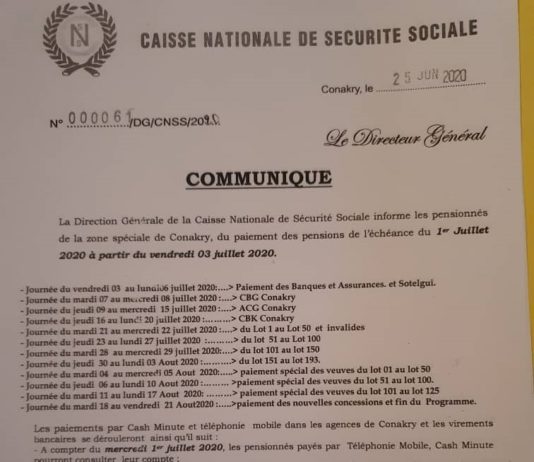 CAISSE NATIONALE DE SECURITE SOCIALE
Conakry, le 25 JUN 2020
N° 000061/DG/CNSS/2020
Le Directeur Général
COMMUNIQUE
La Direction Générale de la Caisse Nationale de Sécurité Sociale informe les pensionnés
de la zone spéciale de Conakry, du paiement des pensions de l'échéance du 1er Juillet
2020 à partir du vendredi 03 juillet 2020.
- Journée du vendredi 03 au lundi 06 juillet 2020:....> Paiement des Banques et Assurances. et Sotelgui.
- Journée du mardi 07 au mercredi 08 juillet 2020 :....> CBG Conakry
- Journée du jeudi 09 au mercredi 15 juillet 2020 :....> ACG Conakry
- Journée du jeudi 16 au lundi 20 juillet 2020 :.........> CBK Conakry
- Journée du mardi 21 au mercredi 22 juillet 2020 :....> du Lot 1 au Lot 50 et invalides
- Journée du jeudi 23 au lundi 27 juillet 2020 :.........> du lot 51 au Lot 100
- Journée du mardi 28 au mercredi 29 juillet 2020:....> du lot 101 au lot 150
- Journée du jeudi 30 au lundi 03 Aout 2020 :.........> du lot 151 au lot 193.
- Journée du mardi 04 au mercredi 05 Aout 2020:....>paiement spécial des veuves du lot 01 au lot 50
- Journée du jeudi 06 au lundi 10 Aout 2020 :.......>paiement spécial des veuves du lot 51 au lot 100.
- Journée du mardi 11 au lundi 17 Aout 2020: .......>paiement spécial des veuves du lot 101 au lot 125
- Journée du mardi 18 au vendredi 21 Aout2020 :....>paiement des nouvelles concessions et fin du Programme.
Les paiements par Cash Minute et téléphonie mobile dans les agences de Conakry et les virements
bancaires se dérouleront ainsi qu'il suit :
- A compter du mercredi 1er juillet 2020, les pensionnés payés par Téléphonie Mobile, Cash Minute
pourront consulter leur compte ;